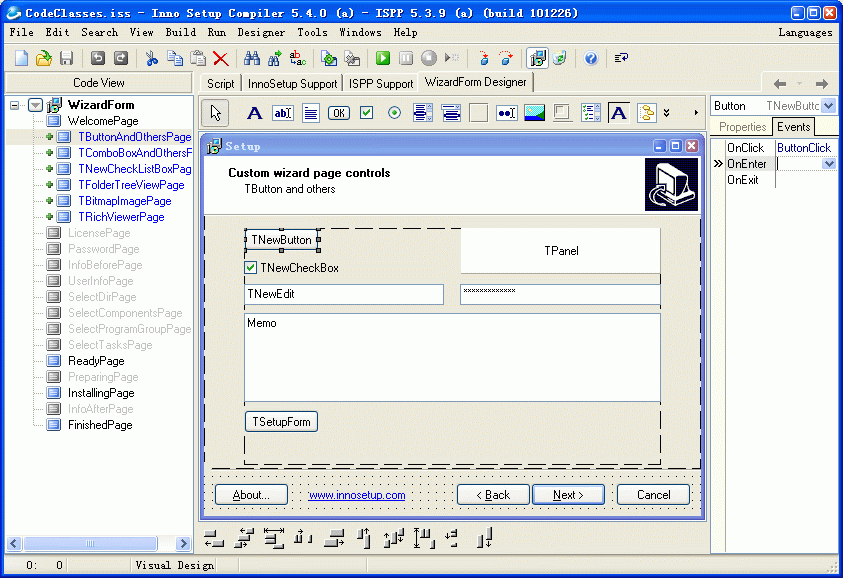 CodeClasses.iss - Inno Setup Compiler 5.4.0 (a) - ISPP 5.3.9 (a) (build 101226)
File Edit Search View Build Run Designer Tools Windows Help Languages
Code View
Script InnoSetup Support ISPP Support WizardForm Designer
WizardForm
WelcomePage
TButtonAndOthersPage
TComboBoxAndOthersF
TNewCheckListBoxPag
TFolderTreeViewPage
TBitmapImagePage
TRichViewerPage
LicensePage
PasswordPage
InfoBeforePage
UserInfoPage
SelectDirPage
SelectComponentsPage
SelectProgramGroupPage
SelectTasksPage
ReadyPage
PreparingPage
InstallingPage
InfoAfterPage
FinishedPage
A ab OK A
Setup
Custom wizard page controls
TButton and others
TNewButton
TPanel
TNewCheckBox
TNewEdit
xxxxxxxxxxxxx
Memo
TSetupForm
About... www.innosetup.com < Back Next > Cancel
Button TNewButtc
Properties Events
OnClick ButtonClick
OnEnter
OnExit
0: 0 Visual Design